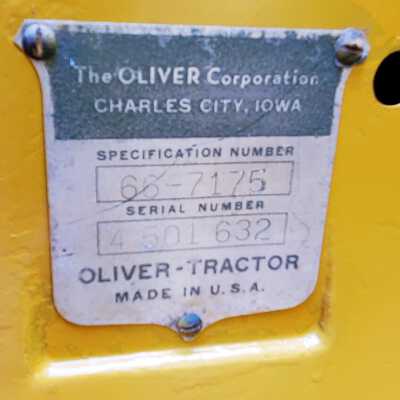 The OLIVER Corporation
CHARLES CITY, IOWA
SPECIFICATION NUMBER
66-7175
SERIAL NUMBER
4 501 632
OLIVER-TRACTOR
MADE IN U.S.A.